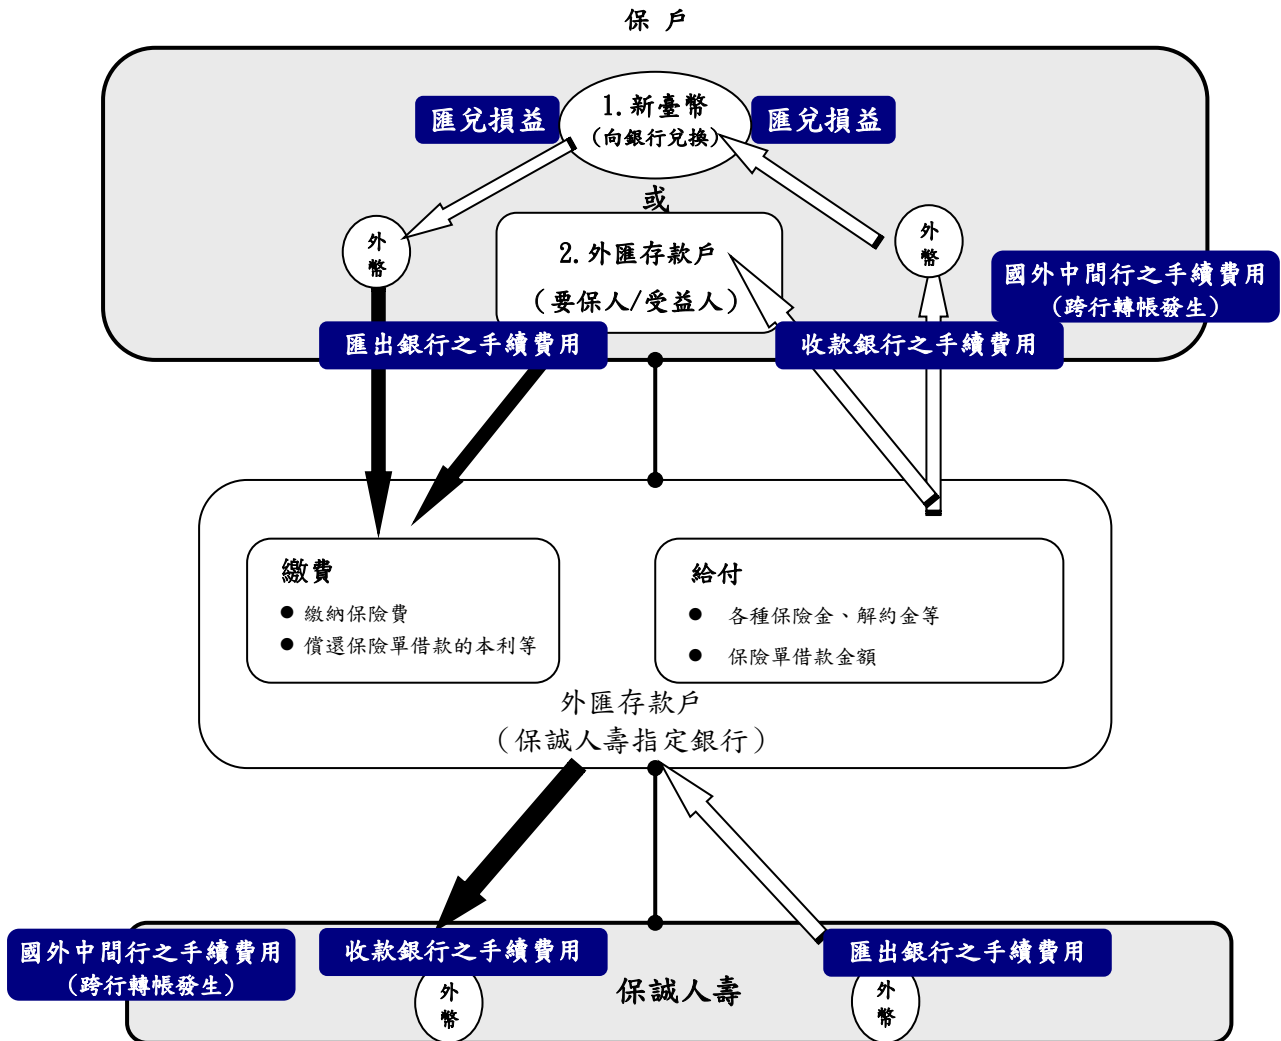 保 戶
匯兌損益
1. 新臺幣
(向銀行兌換)
匯兌損益
或
外
幣
2. 外匯存款戶
(要保人/受益人)
外
幣
國外中間行之手續費用
(跨行轉帳發生)
匯出銀行之手續費用
收款銀行之手續費用
繳費
● 繳納保險費
● 償還保險單借款的本利等
給付
● 各種保險金、解約金等
● 保險單借款金額
外匯存款戶
(保誠人壽指定銀行)
國外中間行之手續費用
(跨行轉帳發生)
收款銀行之手續費用
外
幣
保誠人壽
匯出銀行之手續費用
外
幣